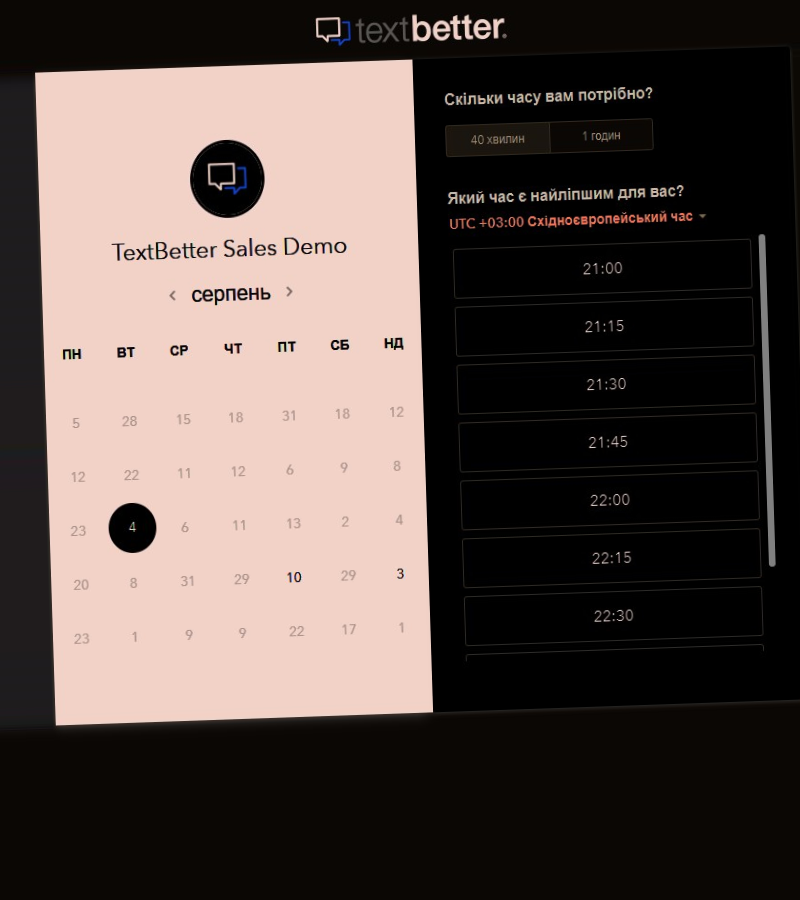 textbetter.
TextBetter Sales Demo
серпень
ПН ВТ СР ЧТ ПТ СБ НД
5 28 15 18 31 18 12
12 22 11 12 6 9 8
23 4 6 11 13 2 4
20 8 31 29 10 29 3
23 1 9 9 22 17 1
Скільки часу вам потрібно?
40 хвилин 1 годин
Який час є найліпшим для вас?
UTC +03:00 Східноєвропейський час
21:00
21:15
21:30
21:45
22:00
22:15
22:30